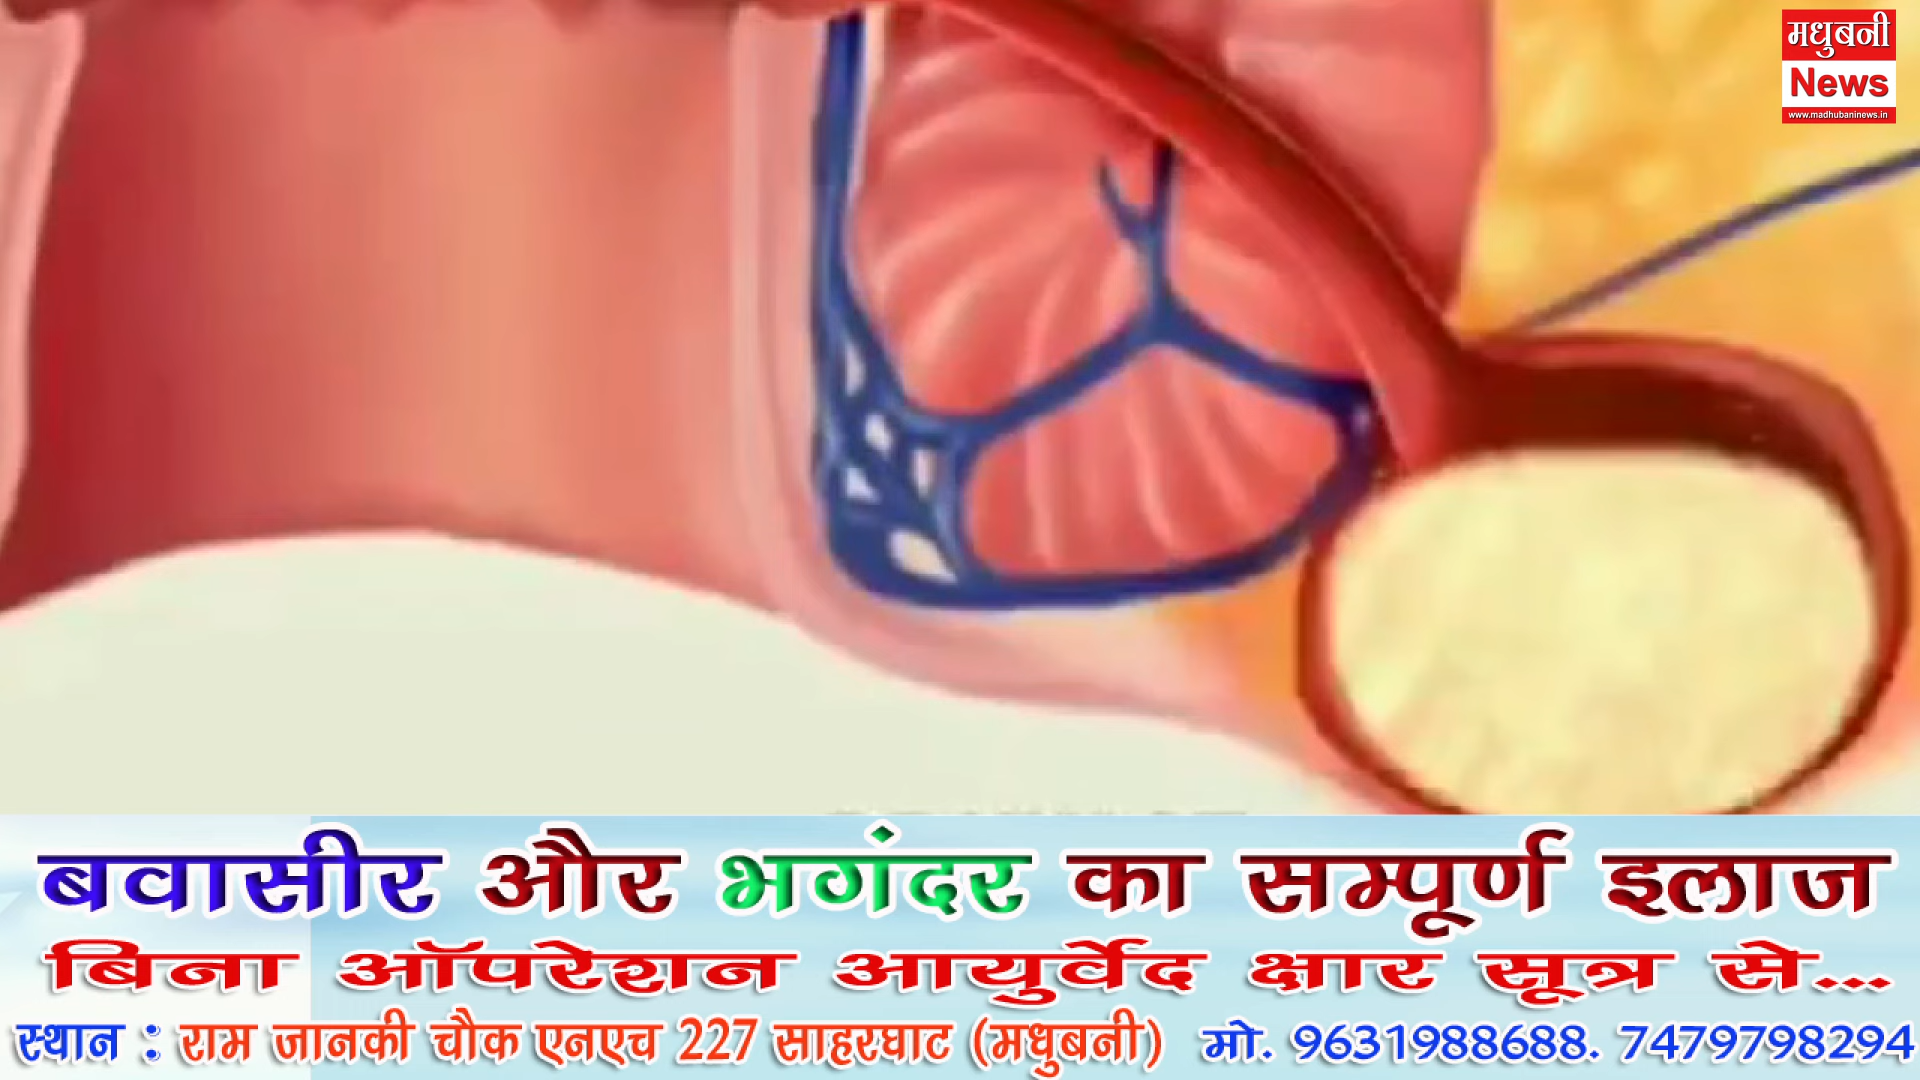 मधुबनी
News
www.madhubaninews.in
बवासीर और भगंदर का सम्पूर्ण इलाज
बिना ऑपरेशन आयुर्वेद क्षार सूत्र से...
स्थान : राम जानकी चौक एनएच 227 साहरघाट (मधुबनी) मो. 9631988688. 7479798294